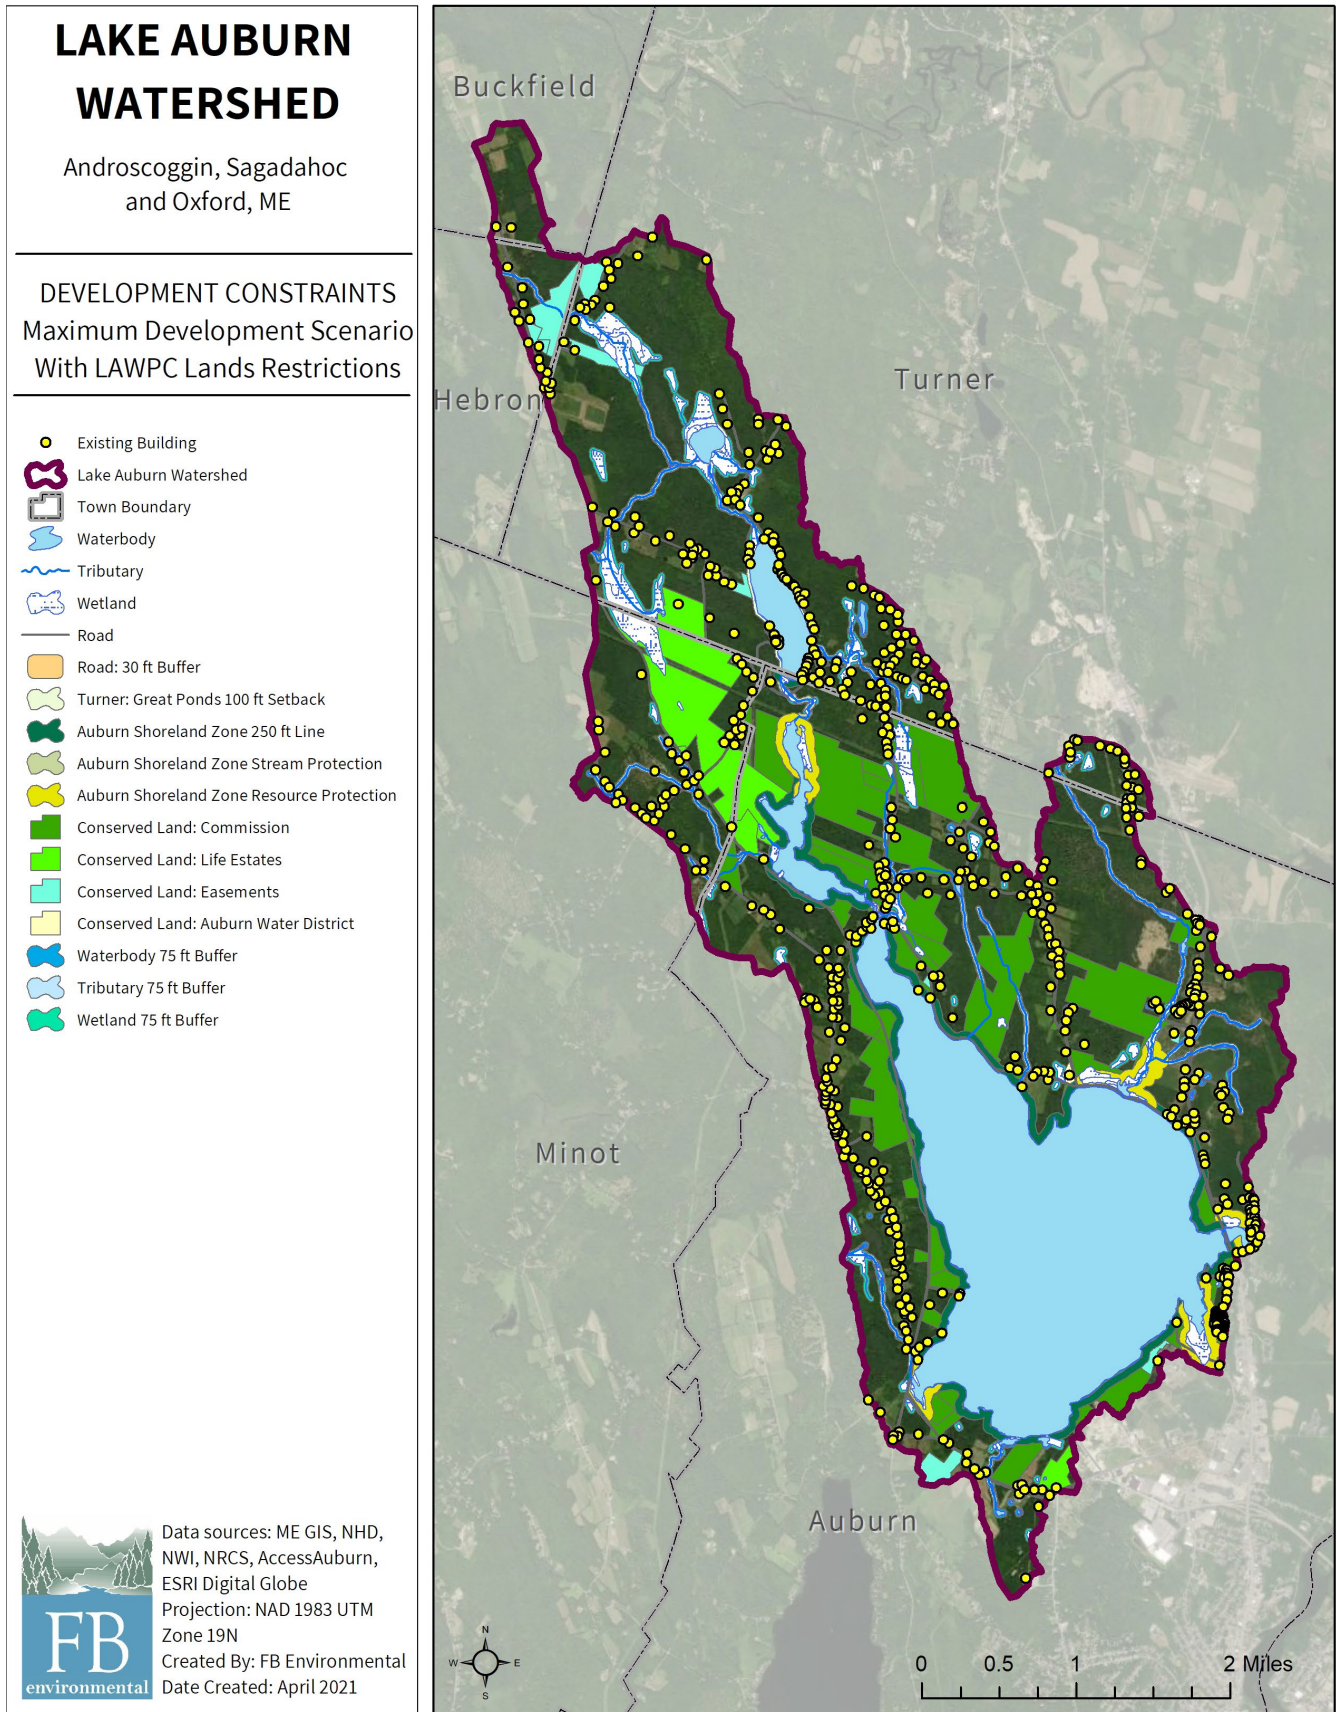 LAKE AUBURN
WATERSHED
Androscoggin, Sagadahoc
and Oxford, ME
DEVELOPMENT CONSTRAINTS
Maximum Development Scenario
With LAWPC Lands Restrictions
Existing Building
Lake Auburn Watershed
Town Boundary
Waterbody
Tributary
Wetland
Road
Road: 30 ft Buffer
Turner: Great Ponds 100 ft Setback
Auburn Shoreland Zone 250 ft Line
Auburn Shoreland Zone Stream Protection
Auburn Shoreland Zone Resource Protection
Conserved Land: Commission
Conserved Land: Life Estates
Conserved Land: Easements
Conserved Land: Auburn Water District
Waterbody 75 ft Buffer
Tributary 75 ft Buffer
Wetland 75 ft Buffer
FB
environmental
Data sources: ME GIS, NHD,
NWI, NRCS, AccessAuburn,
ESRI Digital Globe
Projection: NAD 1983 UTM
Zone 19N
Created By: FB Environmental
Date Created: April 2021
Buckfield
Turner
Hebron
Minot
Auburn
N
W E
S
0 0.5 1 2 Miles